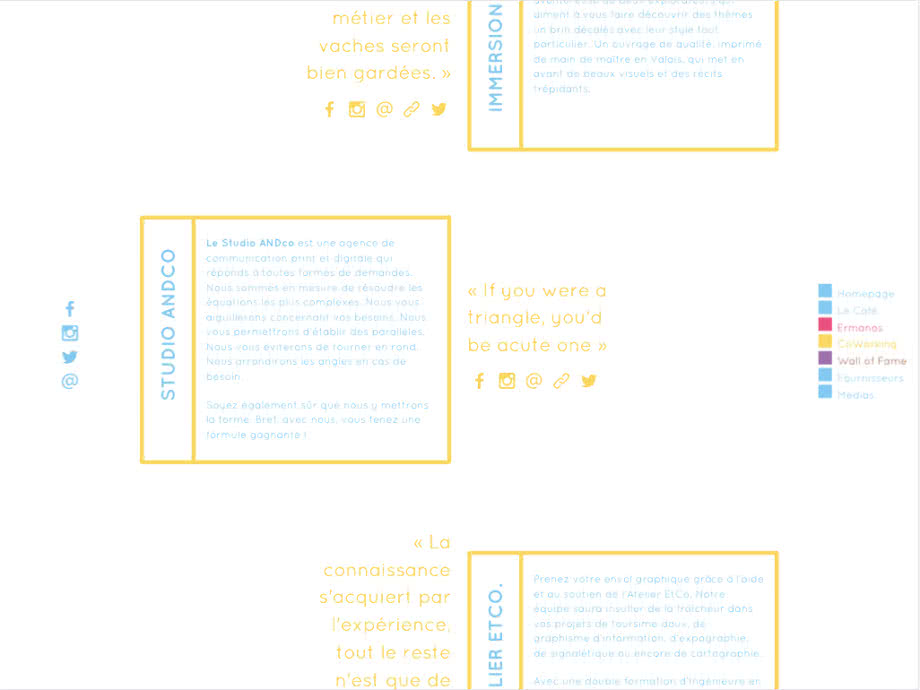 métier et les
vaches seront
bien gardées. »
IMMERSION
aiment à vous faire découvrir des thèmes
un brin décalés avec leur style tout
particulier. Un ouvrage de qualité, imprimé
de main de maître en Valais, qui met en
avant de beaux visuels et des récits
trépidants.
STUDIO ANDCO
Le Studio ANDco est une agence de
communication print et digitale qui
réponds à toutes formes de demandes.
Nous sommes en mesure de résoudre les
équations les plus complexes. Nous vous
aiguillerons concernant vos besoins. Nous
vous permettrons d'établir des parallèles.
Nous vous éviterons de tourner en rond.
Nous arrondirons les angles en cas de
besoin.
Soyez également sûr que nous y mettrons
la forme. Bref, avec nous, vous tenez une
formule gagnante !
« If you were a
triangle, you'd
be acute one »
Homepage
Le Café
Ermanos
CoWorking
Wall of Fame
Fournisseurs
Médias
« La
connaissance
s'acquiert par
l'expérience,
tout le reste
n'est que de
LIER ETCO.
Prenez votre envol graphique grâce à l'aide
et au soutien de l'Atelier EtCo. Notre
équipe saura insuffler de la fraîcheur dans
vos projets de tourisme doux, de
graphisme d'information, d'expographie,
de signalétique ou encore de cartographie.
Avec une double formation d'ingénieure en